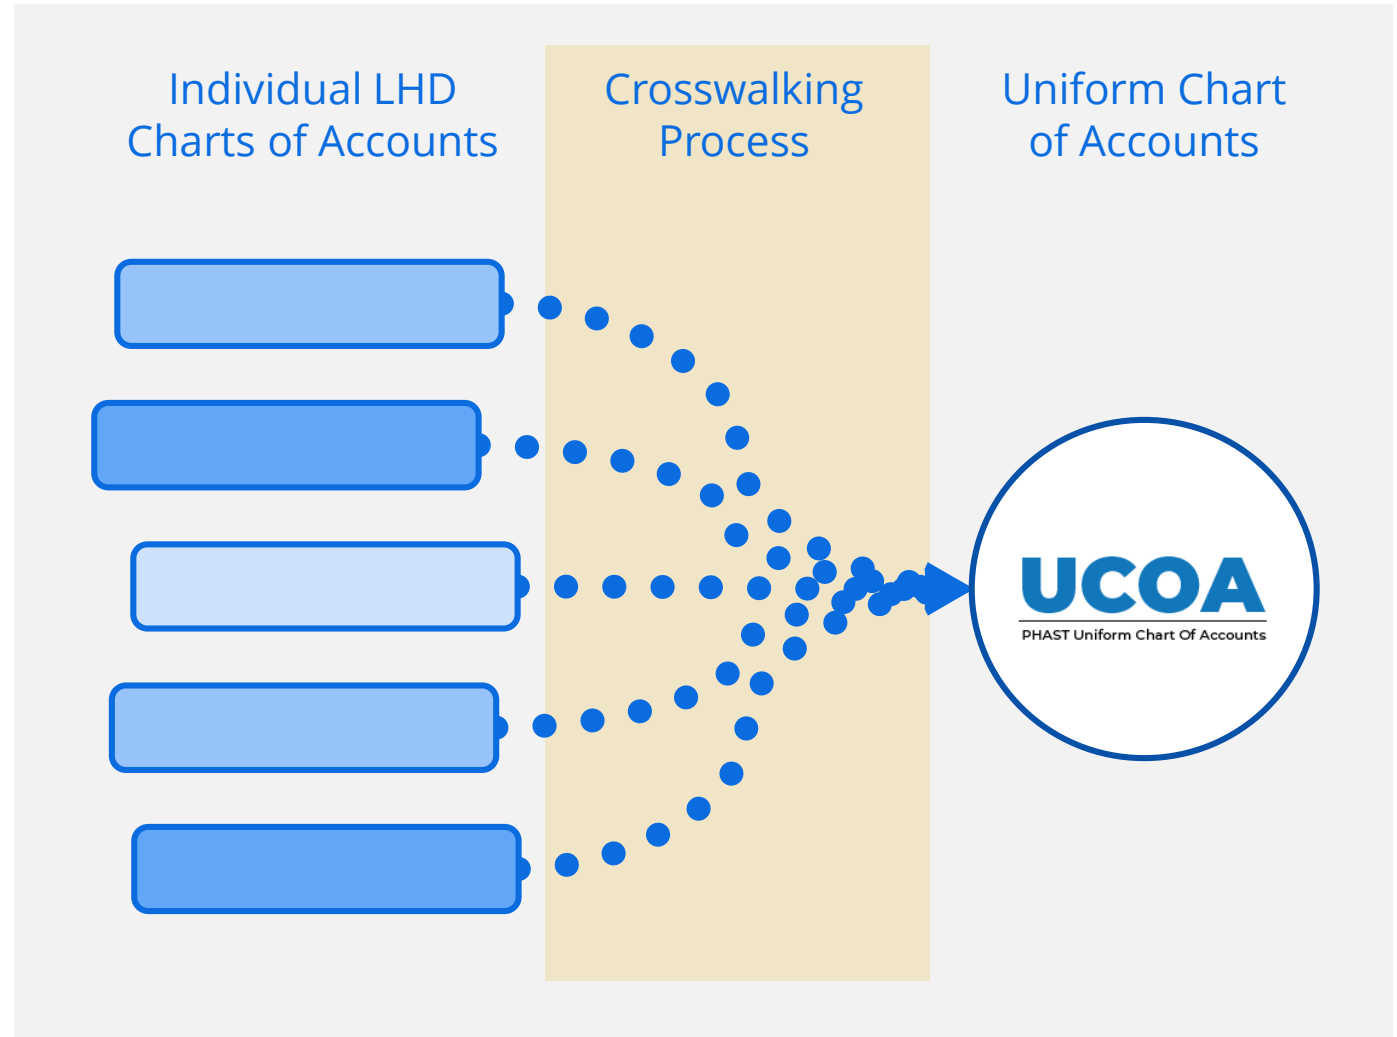 Individual LHD
Charts of Accounts
Crosswalking
Process
Uniform Chart
of Accounts
UCOA
PHAST Uniform Chart Of Accounts